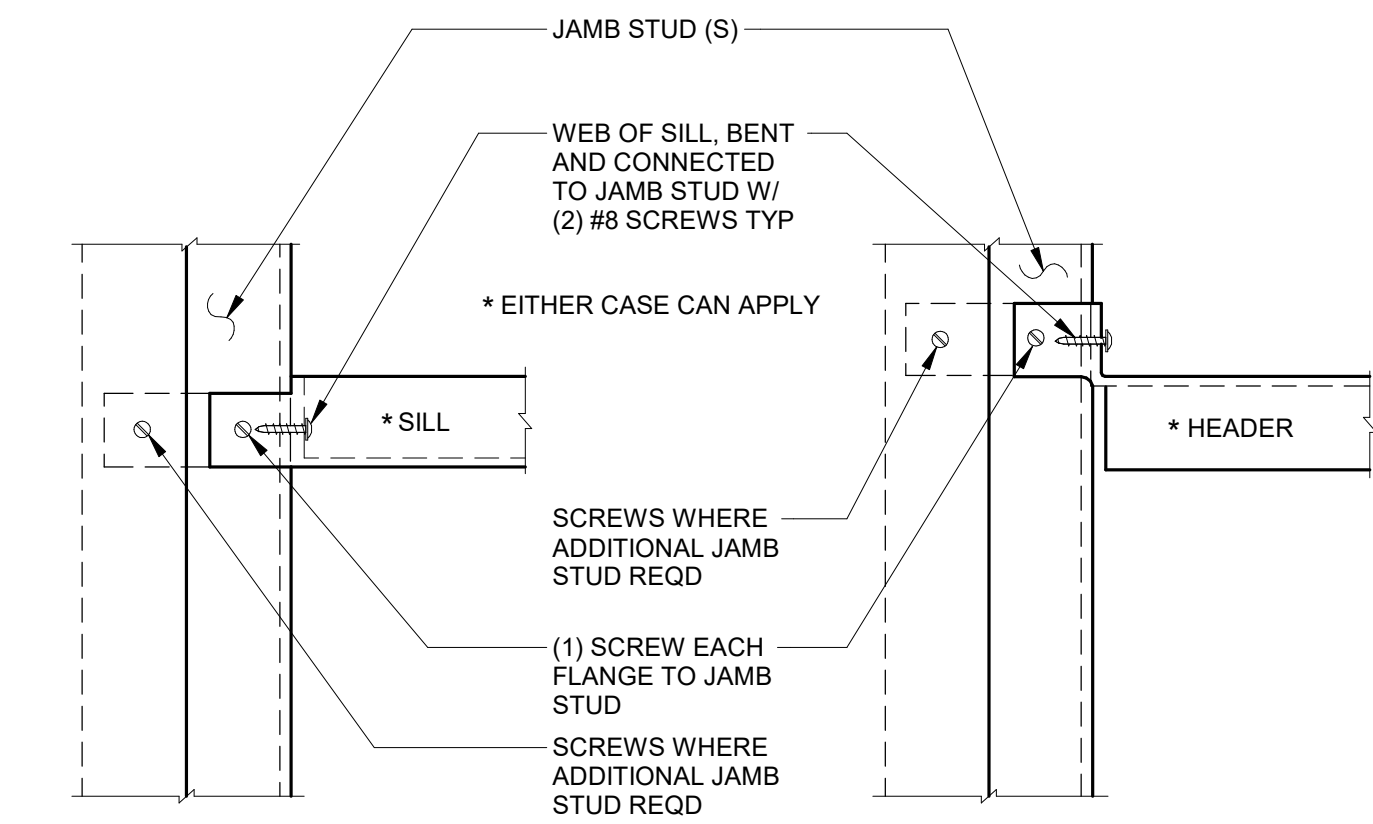 JAMB STUD (S)
WEB OF SILL, BENT
AND CONNECTED
TO JAMB STUD W/
(2) #8 SCREWS TYP
* EITHER CASE CAN APPLY
* SILL
* HEADER
SCREWS WHERE
ADDITIONAL JAMB
STUD REQD
(1) SCREW EACH
FLANGE TO JAMB
STUD
SCREWS WHERE
ADDITIONAL JAMB
STUD REQD